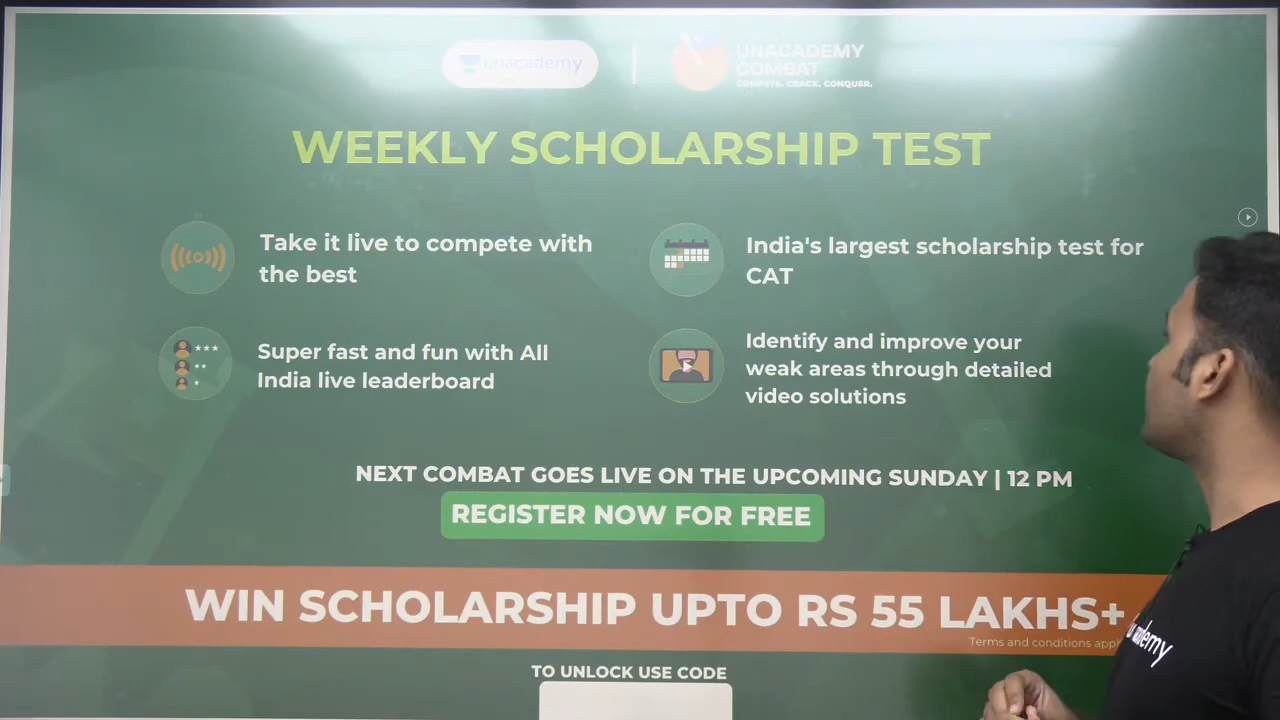 unacademy
UNACADEMY
COMBAT
COMPETE. CRACK. CONQUER.
WEEKLY SCHOLARSHIP TEST
Take it live to compete with
the best
India's largest scholarship test for
CAT
Super fast and fun with All
India live leaderboard
Identify and improve your
weak areas through detailed
video solutions
NEXT COMBAT GOES LIVE ON THE UPCOMING SUNDAY | 12 PM
REGISTER NOW FOR FREE
WIN SCHOLARSHIP UPTO RS 55 LAKHS+
Terms and conditions
TO UNLOCK USE CODE